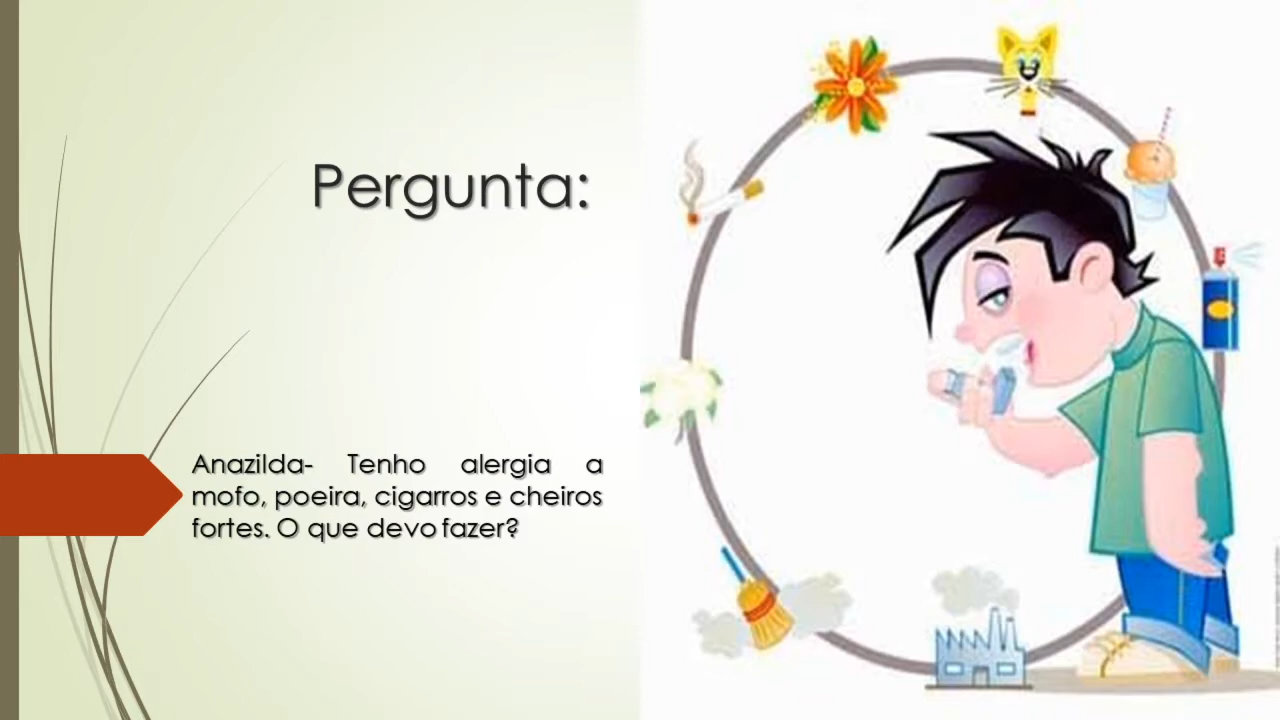 Pergunta:
Anazilda- Tenho alergia a
mofo, poeira, cigarros e cheiros
fortes. O que devo fazer?